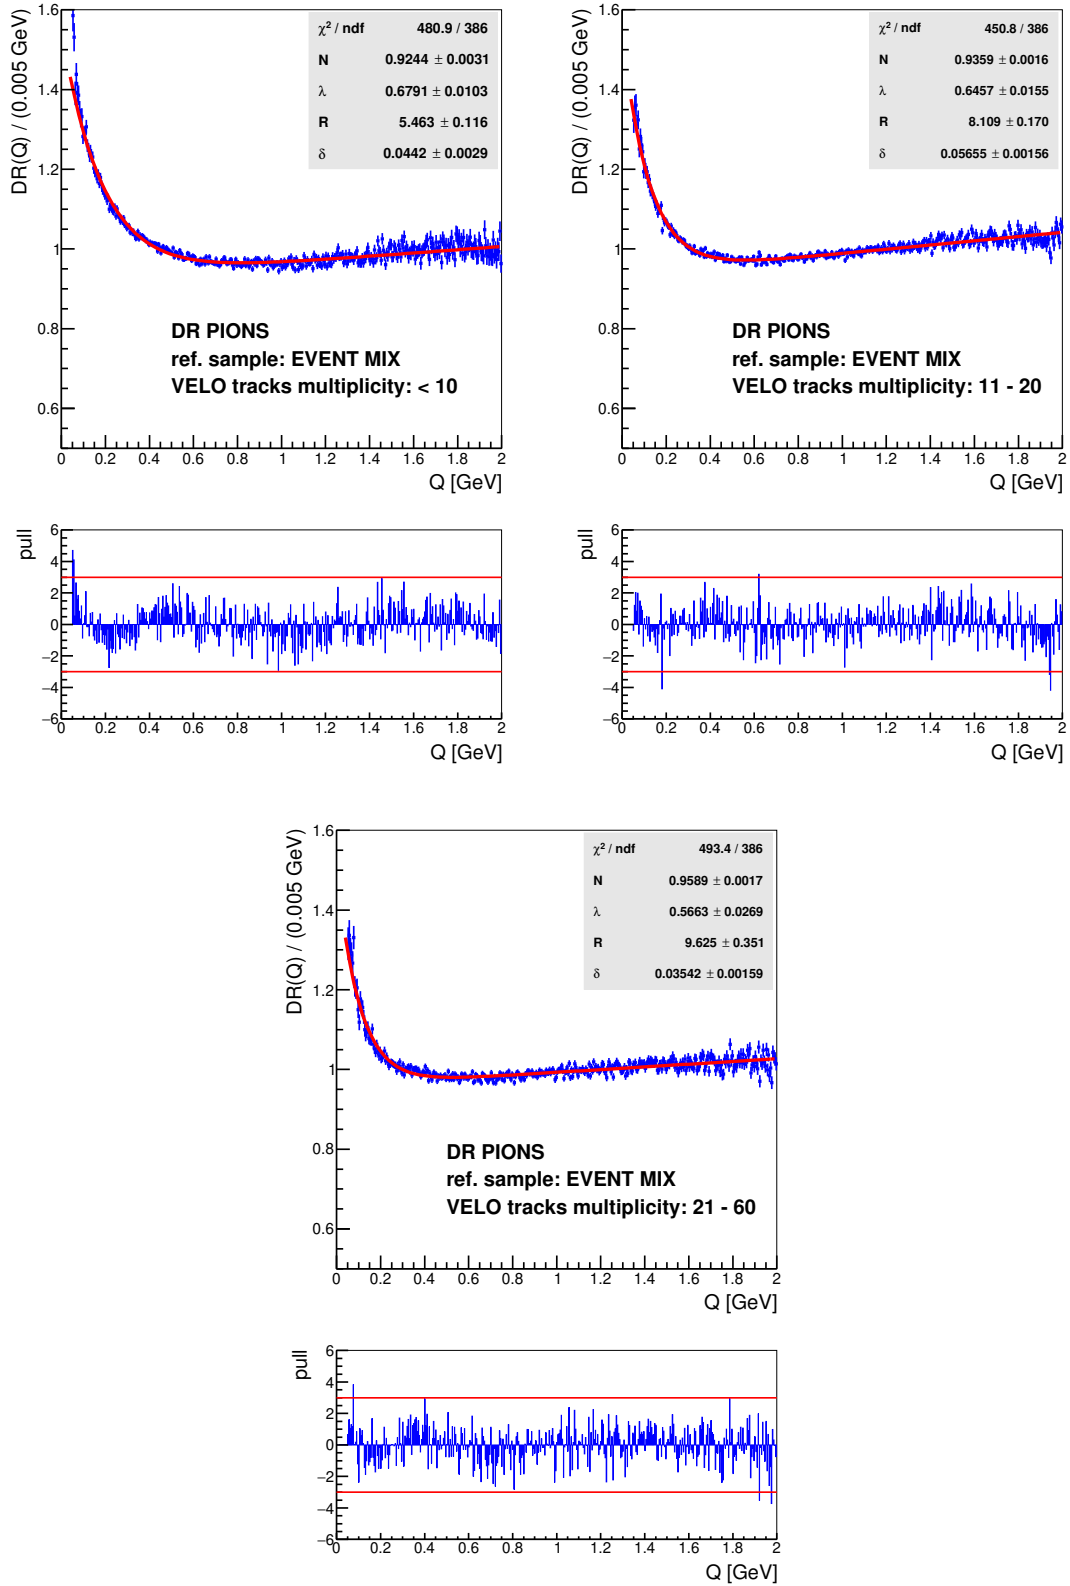 DR(Q) / (0.005 GeV)
1.6
1.4
1.2
1
0.8
0.6
χ² / ndf 480.9 / 386
N 0.9244 ± 0.0031
λ 0.6791 ± 0.0103
R 5.463 ± 0.116
δ 0.0442 ± 0.0029
DR PIONS
ref. sample: EVENT MIX
VELO tracks multiplicity: < 10
0 0.2 0.4 0.6 0.8 1 1.2 1.4 1.6 1.8 2
Q [GeV]
pull
6
4
2
0
−2
−4
−6
0 0.2 0.4 0.6 0.8 1 1.2 1.4 1.6 1.8 2
Q [GeV]
DR(Q) / (0.005 GeV)
1.6
1.4
1.2
1
0.8
0.6
χ² / ndf 450.8 / 386
N 0.9359 ± 0.0016
λ 0.6457 ± 0.0155
R 8.109 ± 0.170
δ 0.05655 ± 0.00156
DR PIONS
ref. sample: EVENT MIX
VELO tracks multiplicity: 11 - 20
0 0.2 0.4 0.6 0.8 1 1.2 1.4 1.6 1.8 2
Q [GeV]
pull
6
4
2
0
−2
−4
−6
0 0.2 0.4 0.6 0.8 1 1.2 1.4 1.6 1.8 2
Q [GeV]
DR(Q) / (0.005 GeV)
1.6
1.4
1.2
1
0.8
0.6
χ² / ndf 493.4 / 386
N 0.9589 ± 0.0017
λ 0.5663 ± 0.0269
R 9.625 ± 0.351
δ 0.03542 ± 0.00159
DR PIONS
ref. sample: EVENT MIX
VELO tracks multiplicity: 21 - 60
0 0.2 0.4 0.6 0.8 1 1.2 1.4 1.6 1.8 2
Q [GeV]
pull
6
4
2
0
−2
−4
−6
0 0.2 0.4 0.6 0.8 1 1.2 1.4 1.6 1.8 2
Q [GeV]